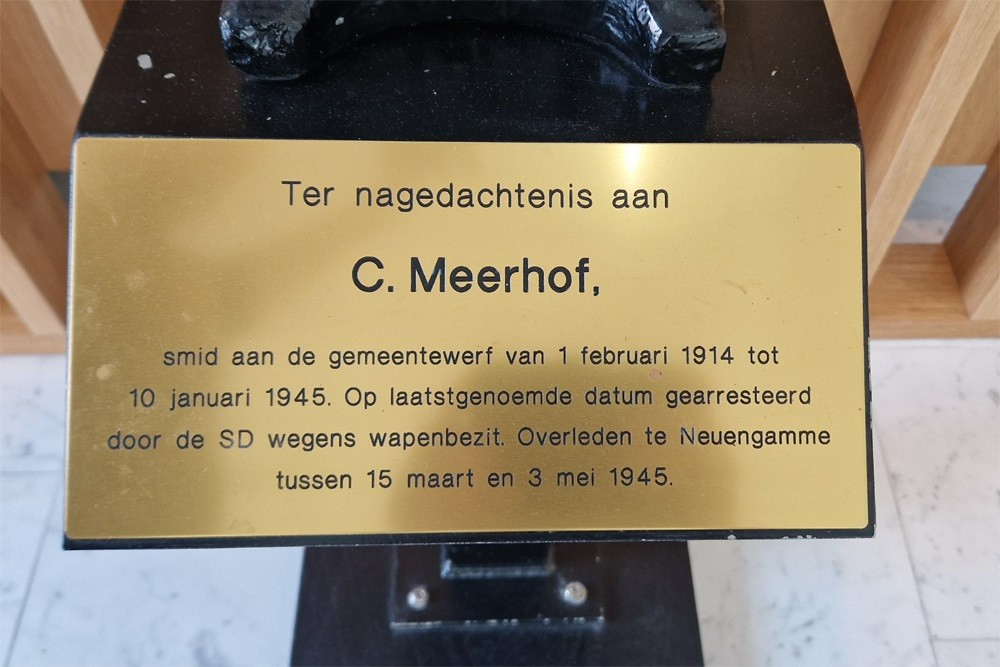 Ter nagedachtenis aan
C. Meerhof,
smid aan de gemeentewerf van 1 februari 1914 tot
10 januari 1945. Op laatstgenoemde datum gearresteerd
door de SD wegens wapenbezit. Overleden te Neuengamme
tussen 15 maart en 3 mei 1945.